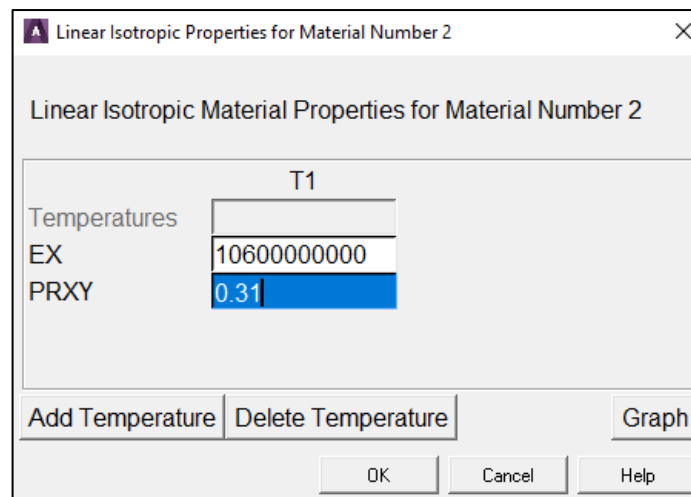 Linear Isotropic Properties for Material Number 2
Linear Isotropic Material Properties for Material Number 2
T1
Temperatures
EX 10600000000
PRXY 0.31
Add Temperature Delete Temperature Graph
OK Cancel Help